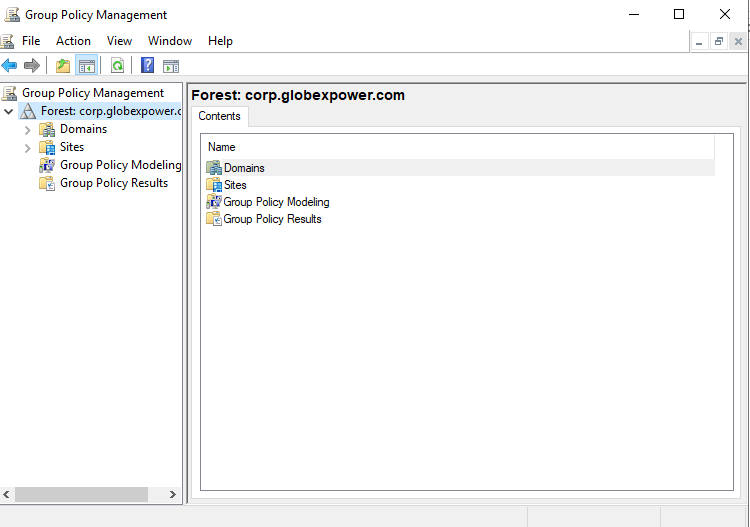 Group Policy Management
File Action View Window Help
Group Policy Management
Forest: corp.globexpower.c
Domains
Sites
Group Policy Modeling
Group Policy Results
Forest: corp.globexpower.com
Contents
Name
Domains
Sites
Group Policy Modeling
Group Policy Results